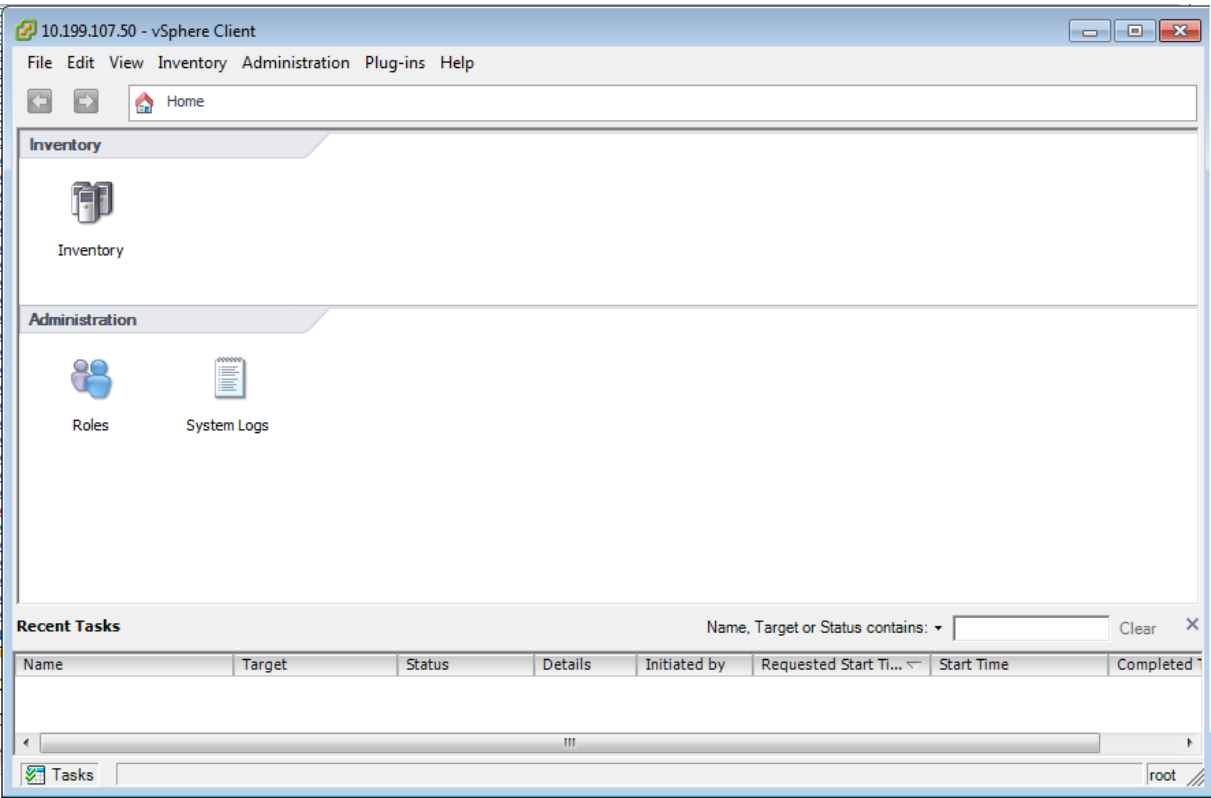 10.199.107.50 - vSphere Client
File Edit View Inventory Administration Plug-ins Help
Home
Inventory
Inventory
Administration
Roles System Logs
Recent Tasks Name, Target or Status contains: Clear
Name Target Status Details Initiated by Requested Start Ti... Start Time Completed T
Tasks root